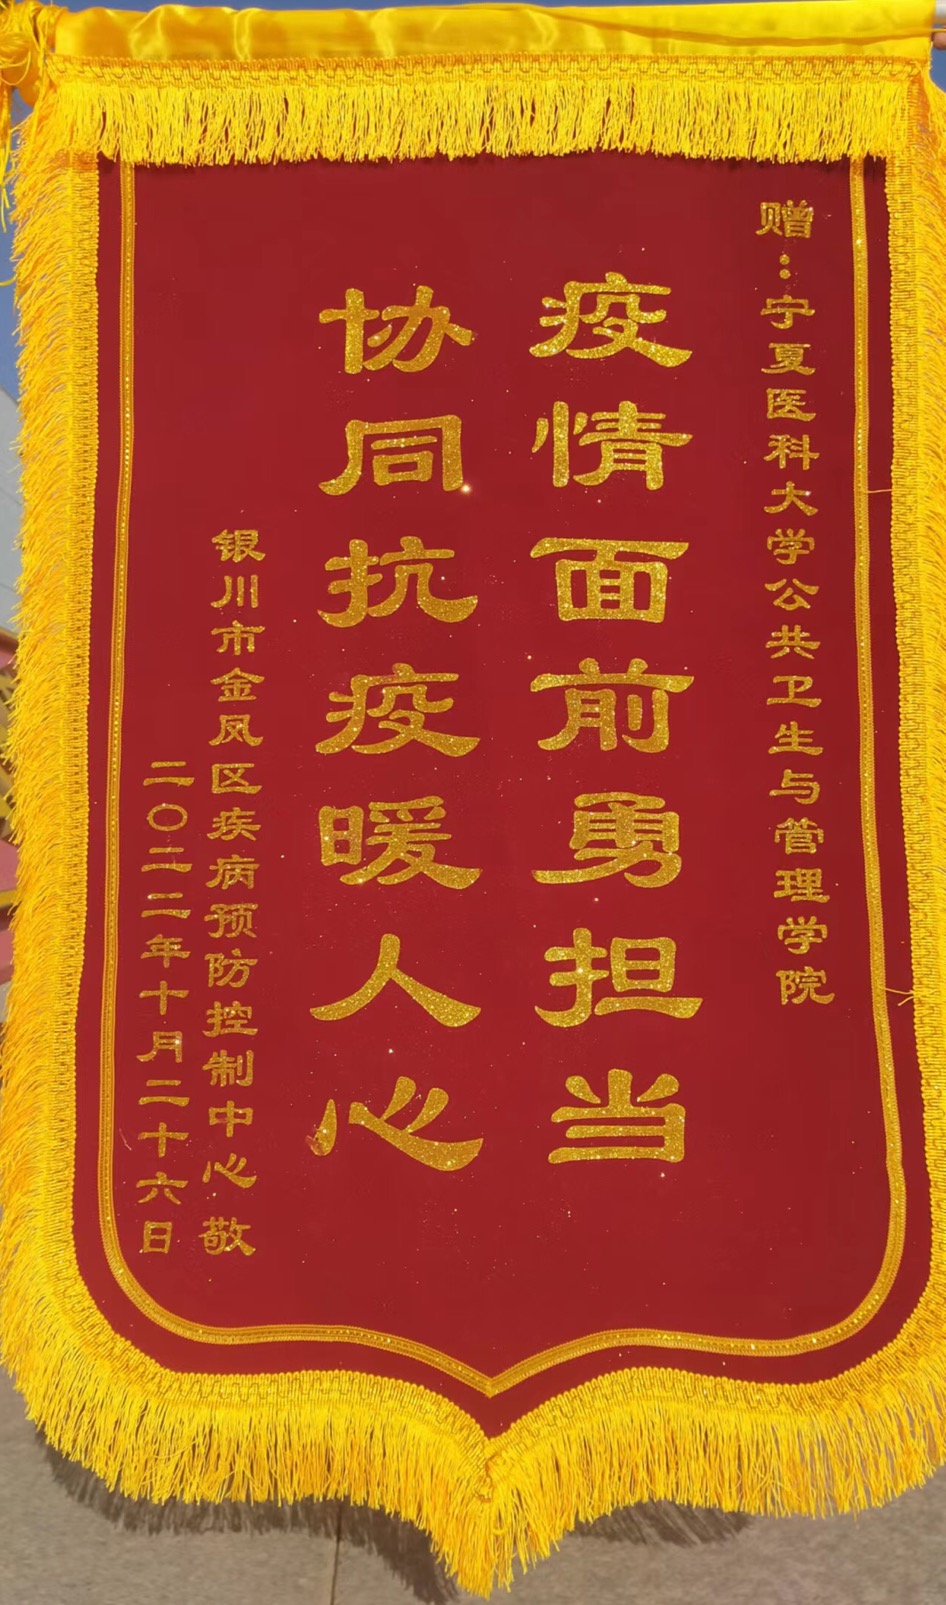 赠：宁夏医科大学公共卫生与管理学院
疫情面前勇担当
协同抗疫暖人心
银川市金凤区疾病预防控制中心敬
二〇二二年十月二十六日